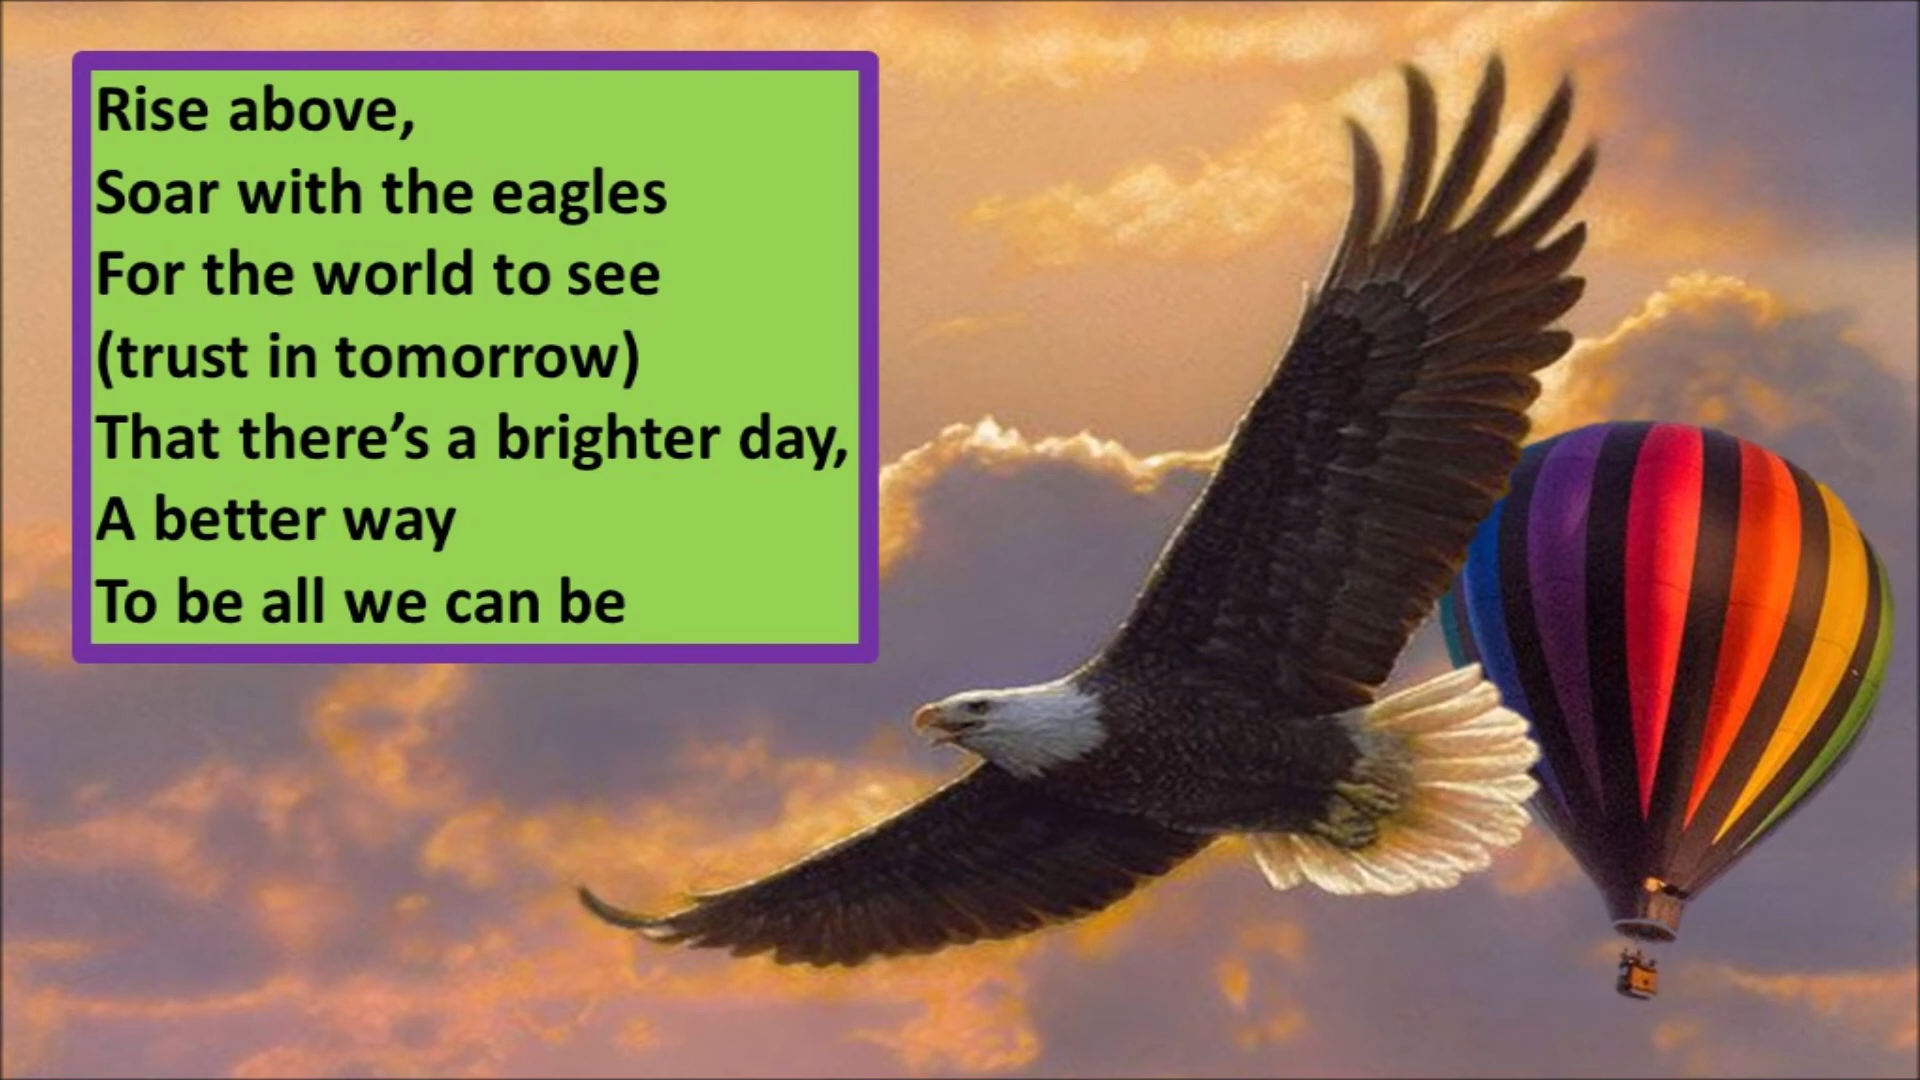 Rise above,
Soar with the eagles
For the world to see
(trust in tomorrow)
That there’s a brighter day,
A better way
To be all we can be